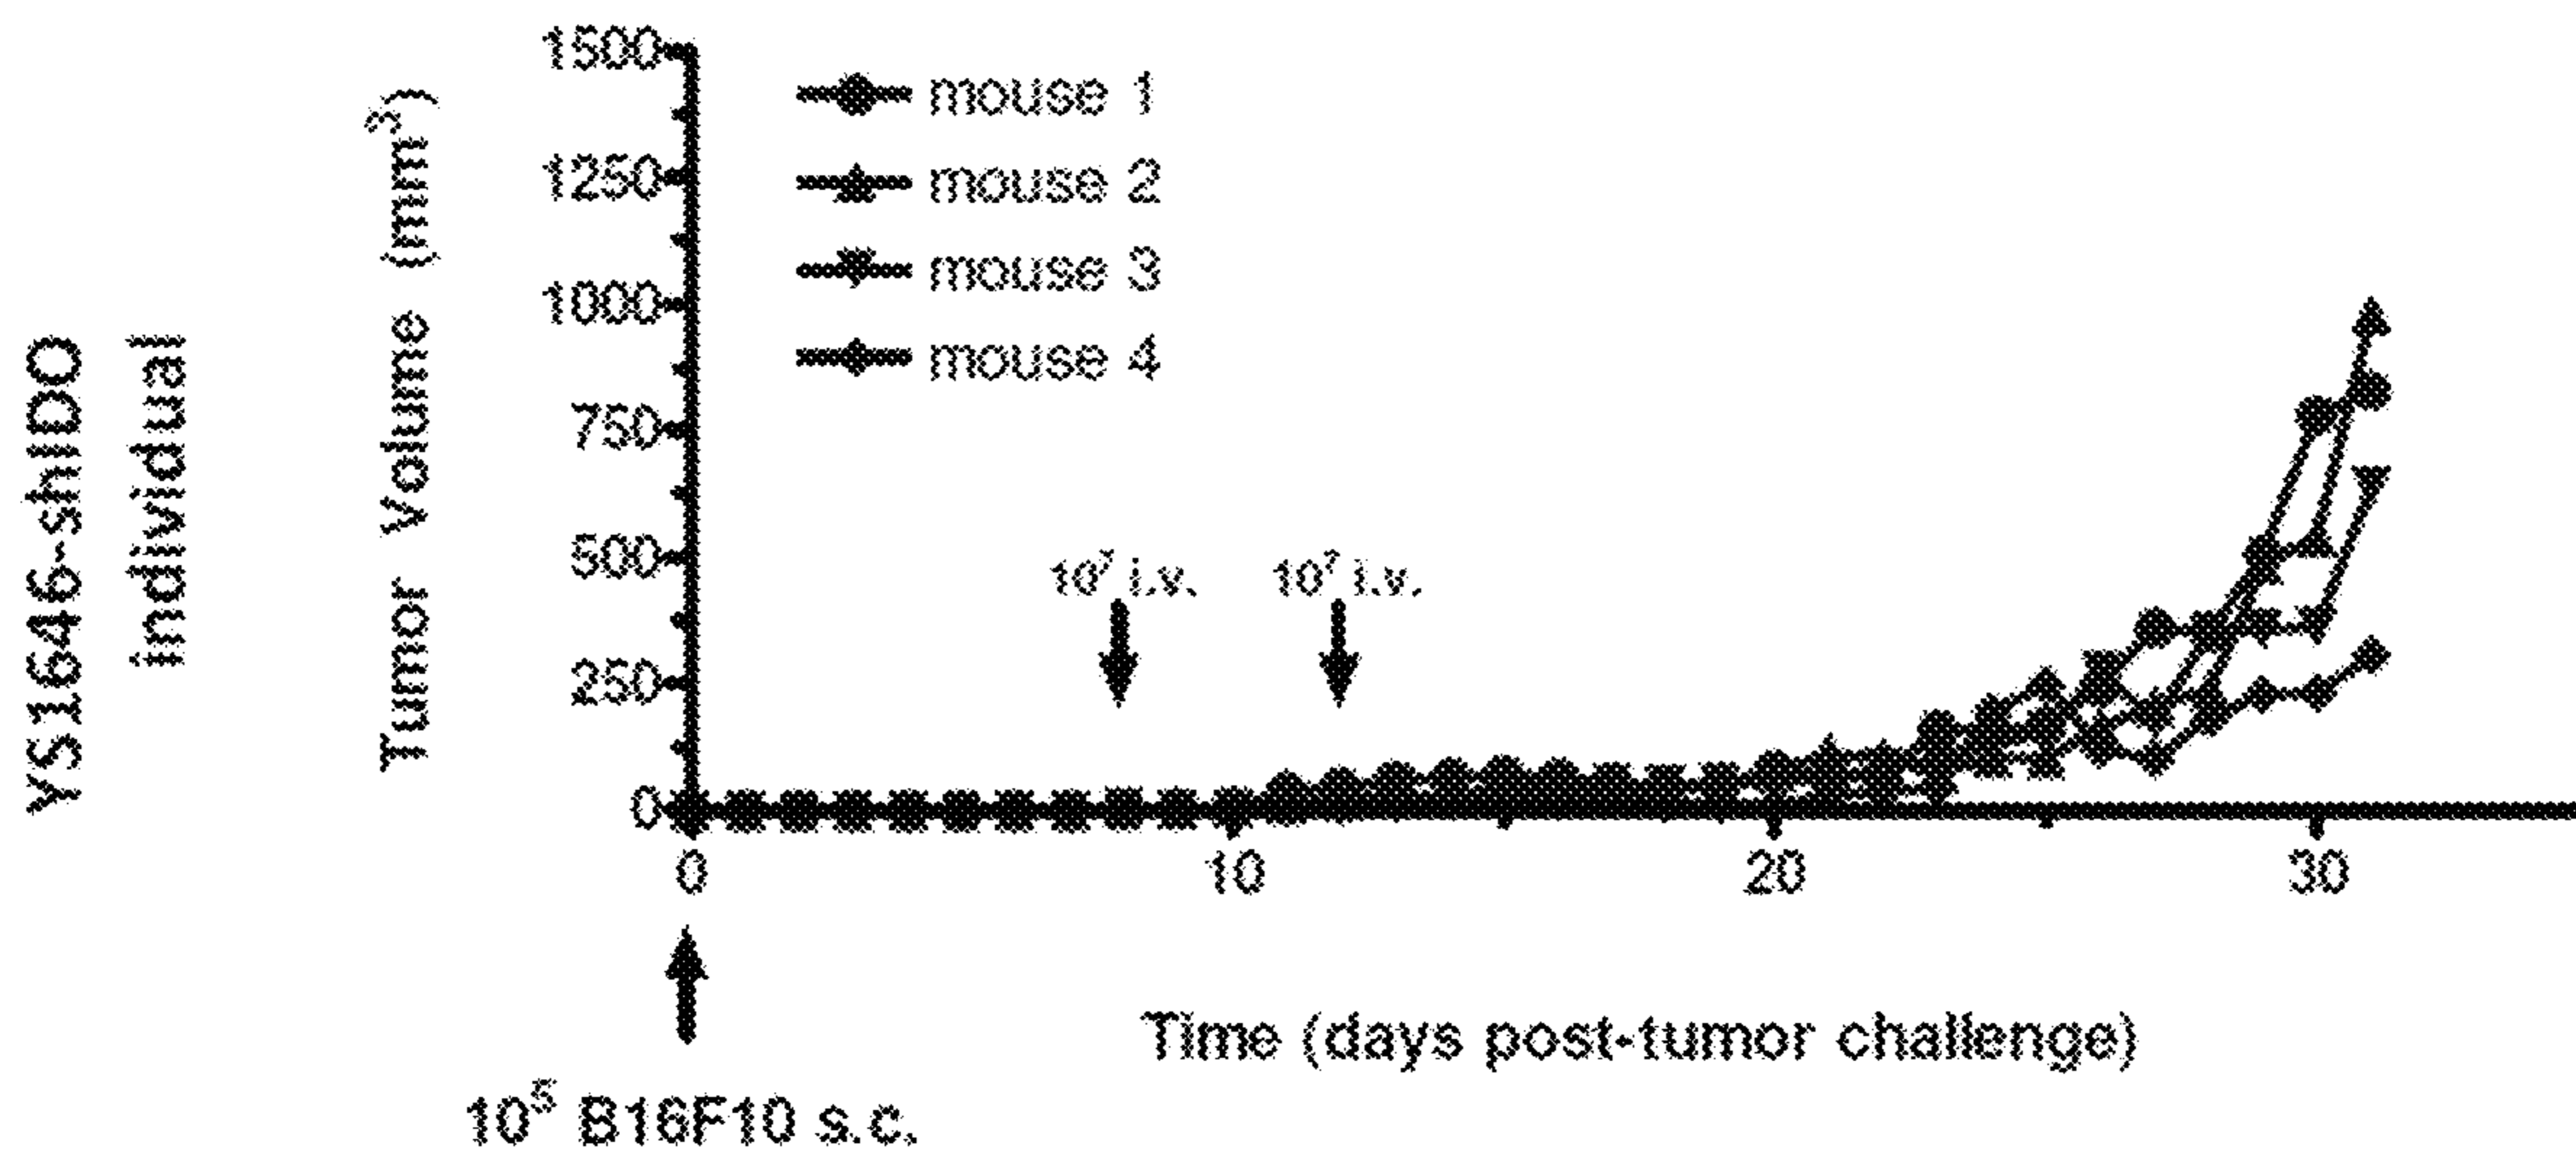 YS1646-shIDO
individual
Tumor Volume (mm³)
1500
1250
1000
750
500
250
0
mouse 1
mouse 2
mouse 3
mouse 4
10⁷ i.v.
10⁷ i.v.
0
10
20
30
Time (days post-tumor challenge)
10⁵ B16F10 s.c.